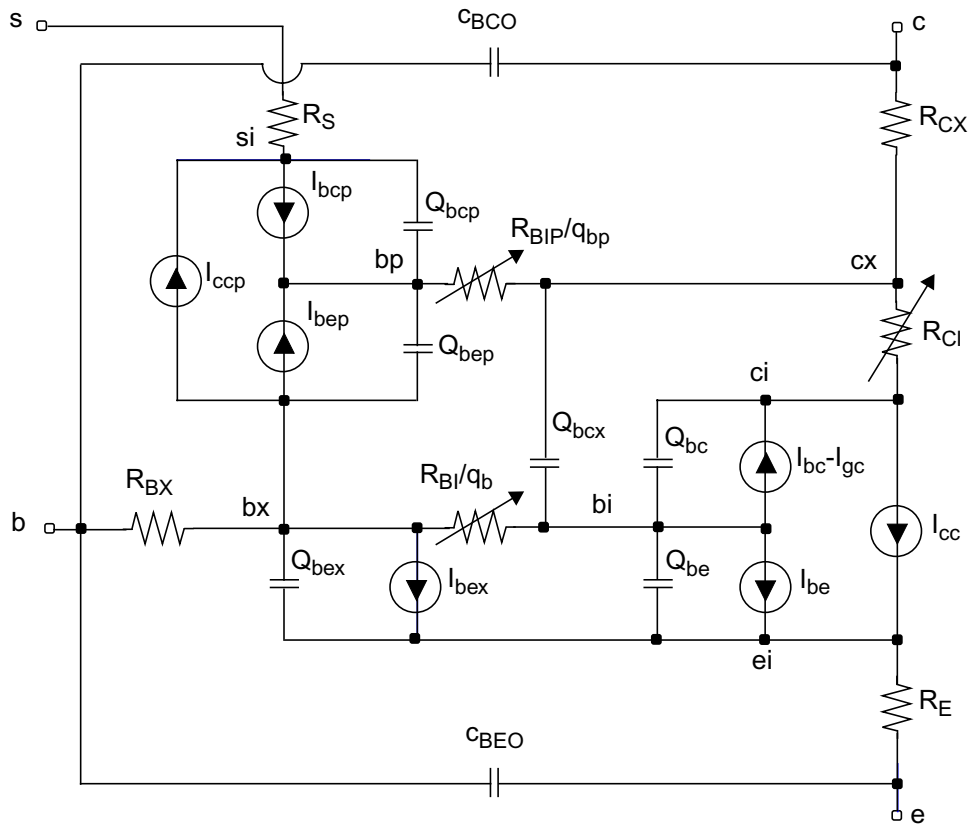 s
c_BCO
c
R_S
R_CX
si
I_bcp
Q_bcp
R_BIP/q_bp
bp
cx
I_ccp
I_bep
Q_bep
R_CI
ci
Q_bcx
Q_bc
I_bc-I_gc
R_BX
R_BI/q_b
b
bx
bi
I_cc
Q_bex
I_bex
Q_be
I_be
ei
R_E
c_BEO
e